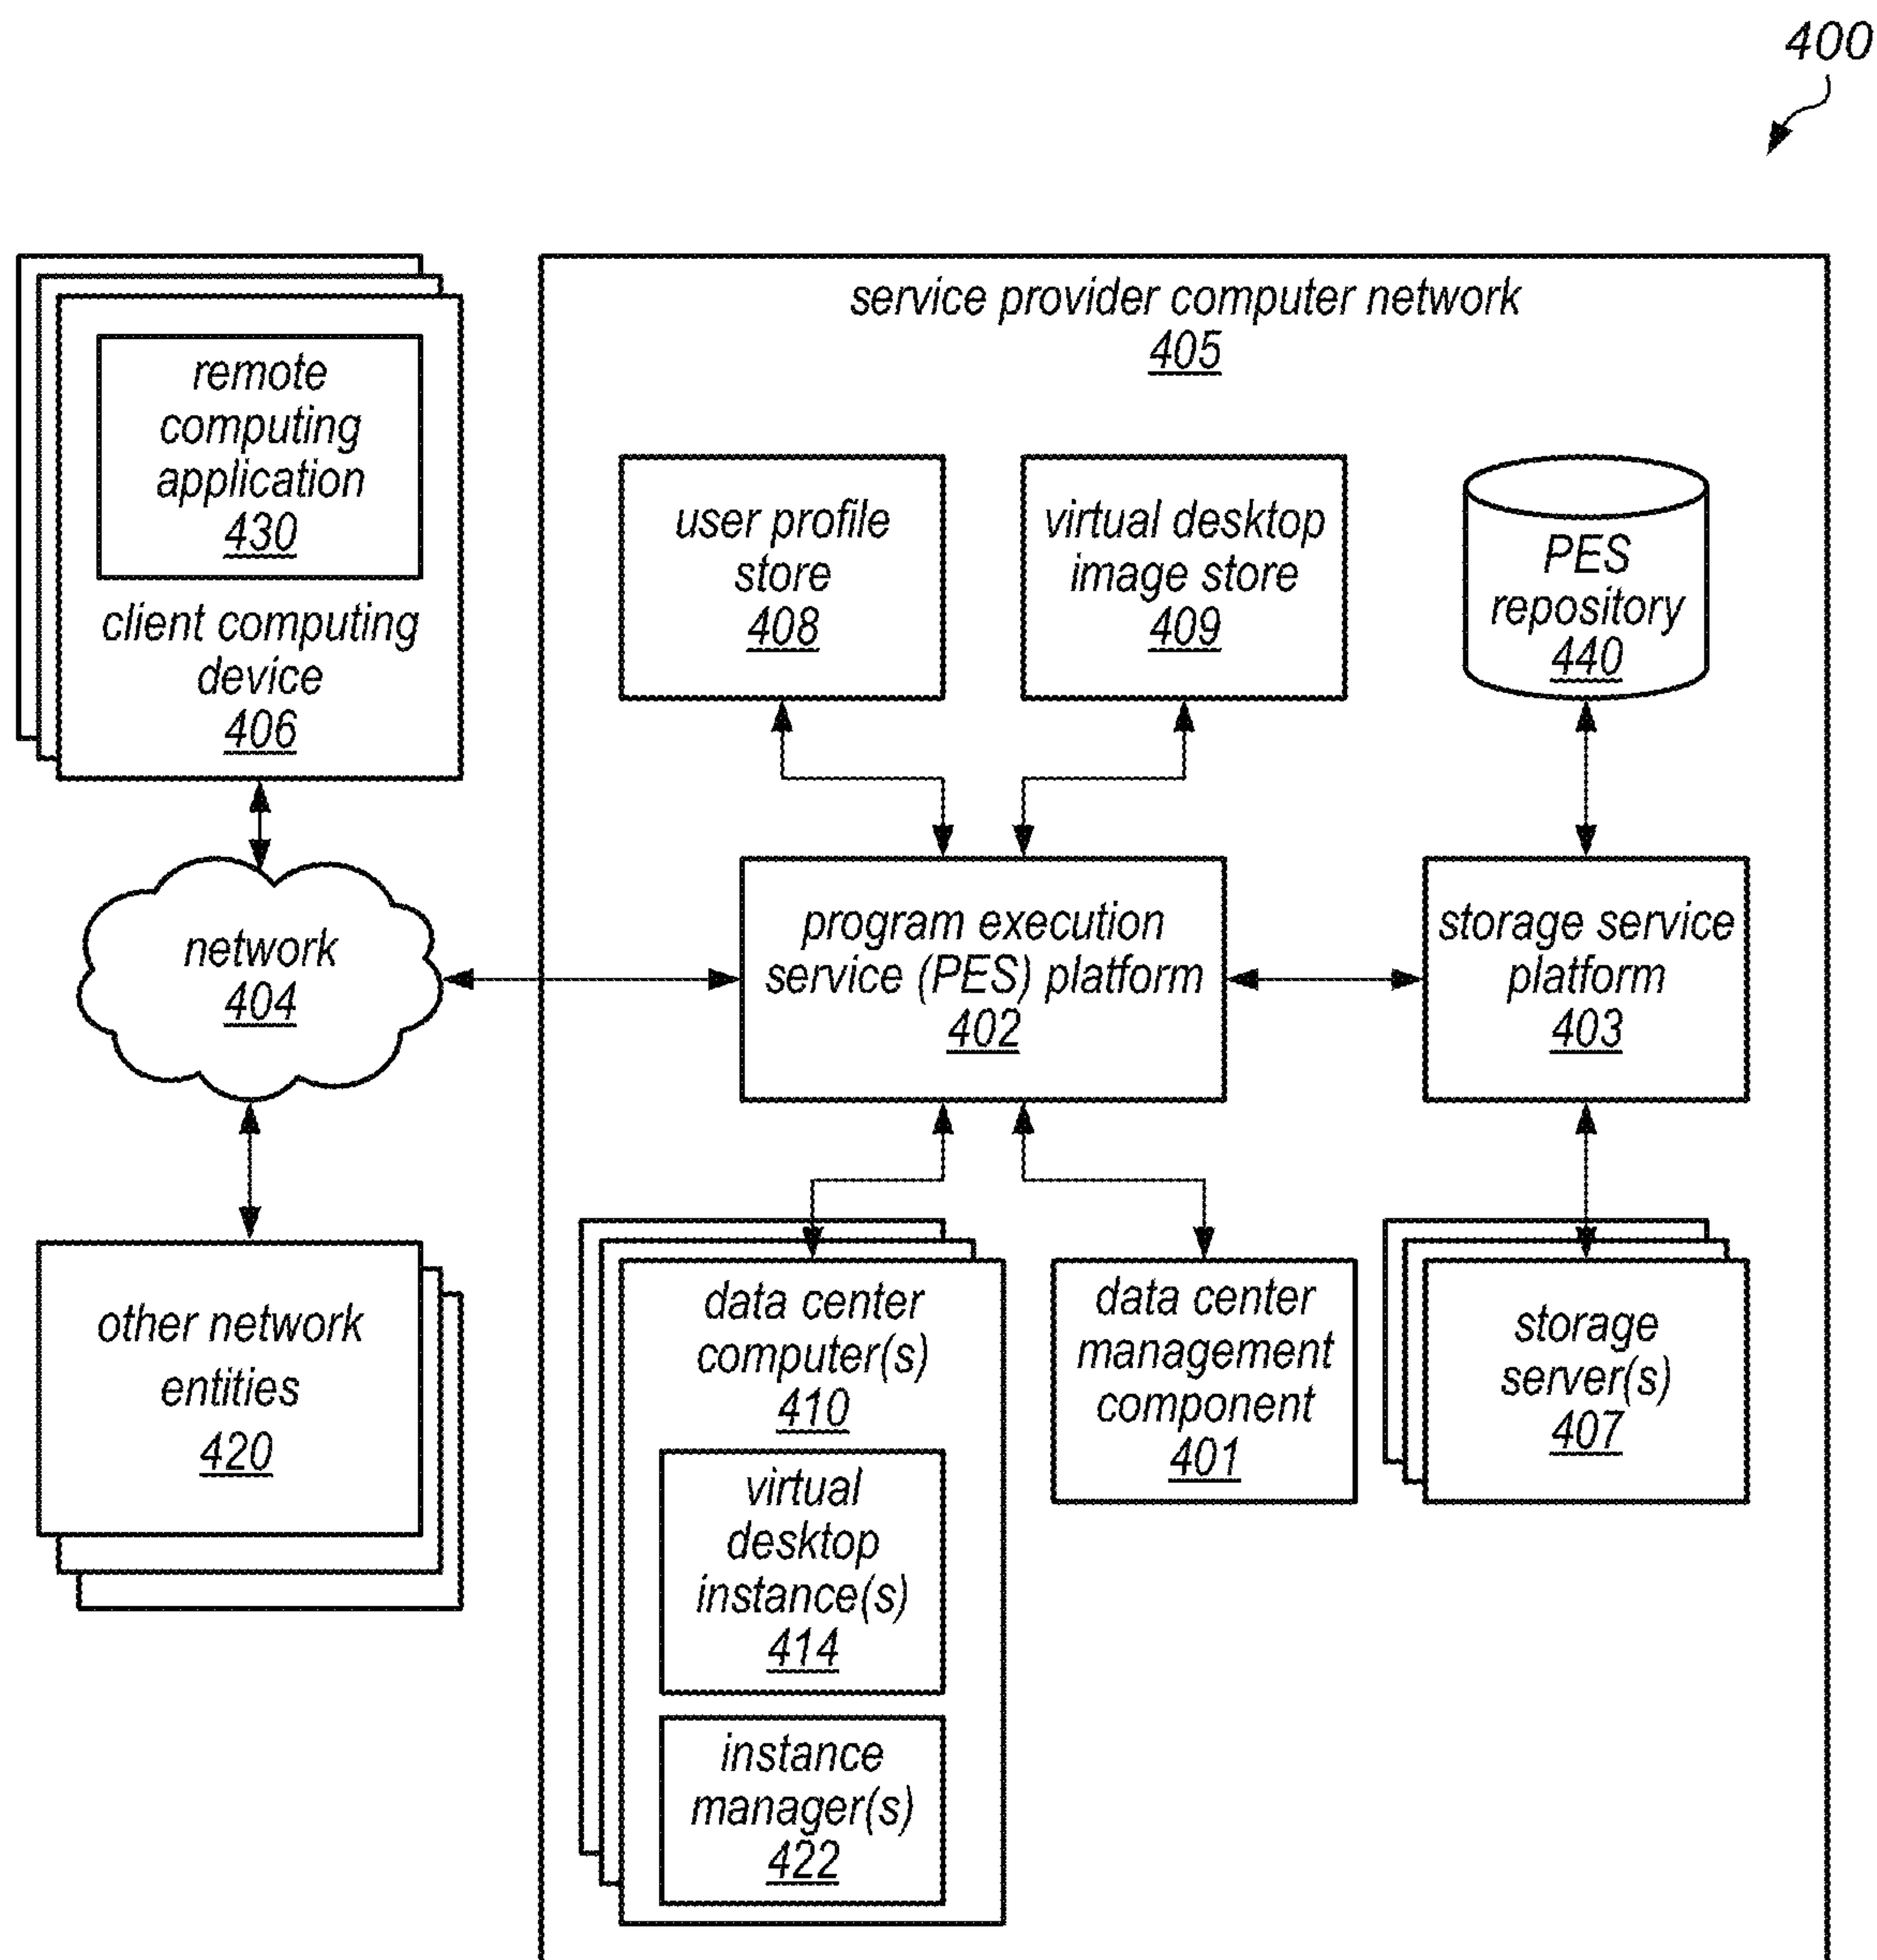 400
remote
computing
application
430
client computing
device
406
network
404
other network
entities
420
service provider computer network
405
user profile
store
408
virtual desktop
image store
409
PES
repository
440
program execution
service (PES) platform
402
storage service
platform
403
data center
computer(s)
410
virtual
desktop
instance(s)
414
instance
manager(s)
422
data center
management
component
401
storage
server(s)
407